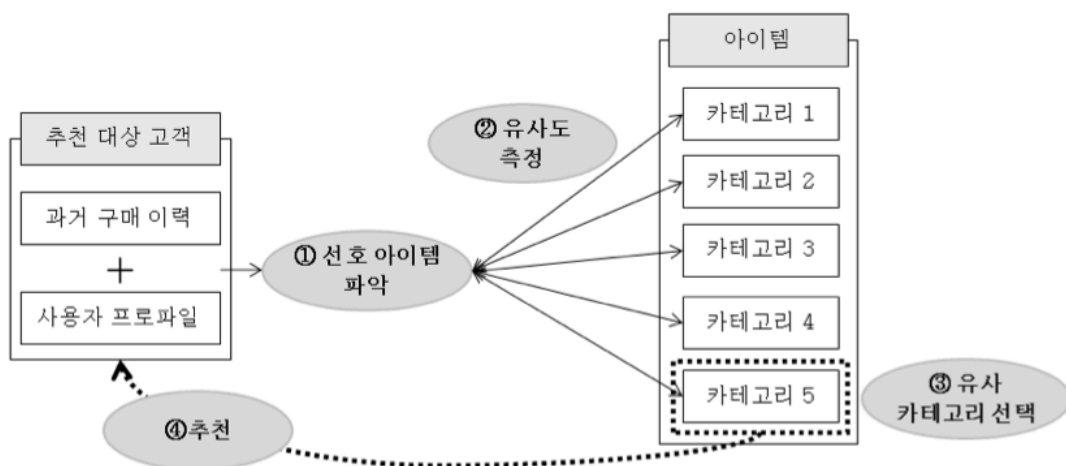 추천 대상 고객
과거 구매 이력
+
사용자 프로파일
① 선호 아이템
파악
② 유사도
측정
아이템
카테고리 1
카테고리 2
카테고리 3
카테고리 4
카테고리 5
③ 유사
카테고리 선택
④추천